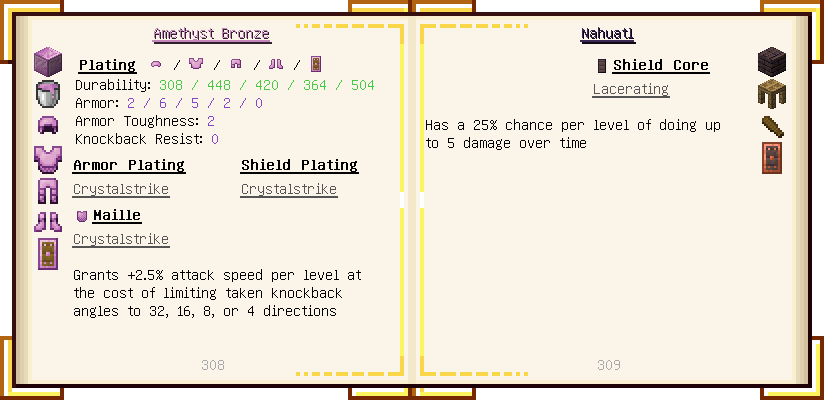 Amethyst Bronze
Plating / / / /
Durability: 308 / 448 / 420 / 364 / 504
Armor: 2 / 6 / 5 / 2 / 0
Armor Toughness: 2
Knockback Resist: 0
Armor Plating
Crystalstrike
Shield Plating
Crystalstrike
Maille
Crystalstrike
Grants +2.5% attack speed per level at
the cost of limiting taken knockback
angles to 32, 16, 8, or 4 directions
308
Nahuatl
Shield Core
Lacerating
Has a 25% chance per level of doing up
to 5 damage over time
309